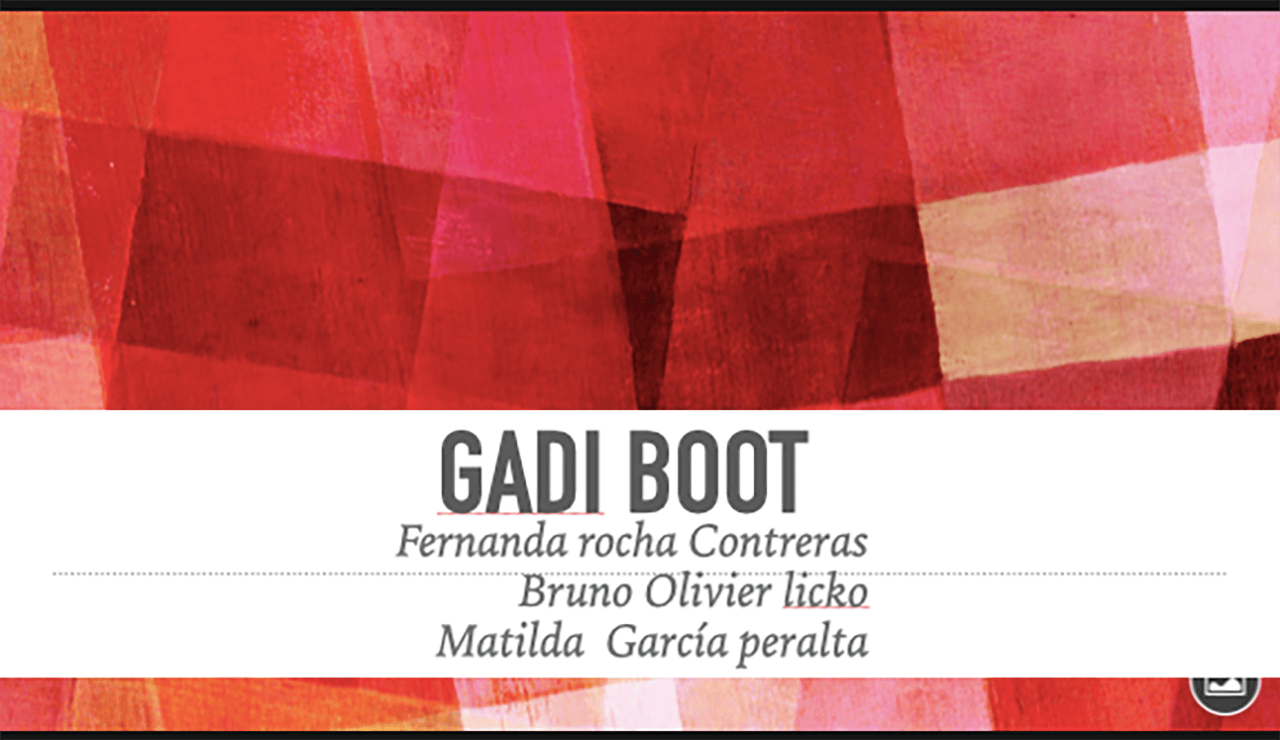 GADI BOOT
Fernanda rocha Contreras
Bruno Olivier licko
Matilda  García peralta